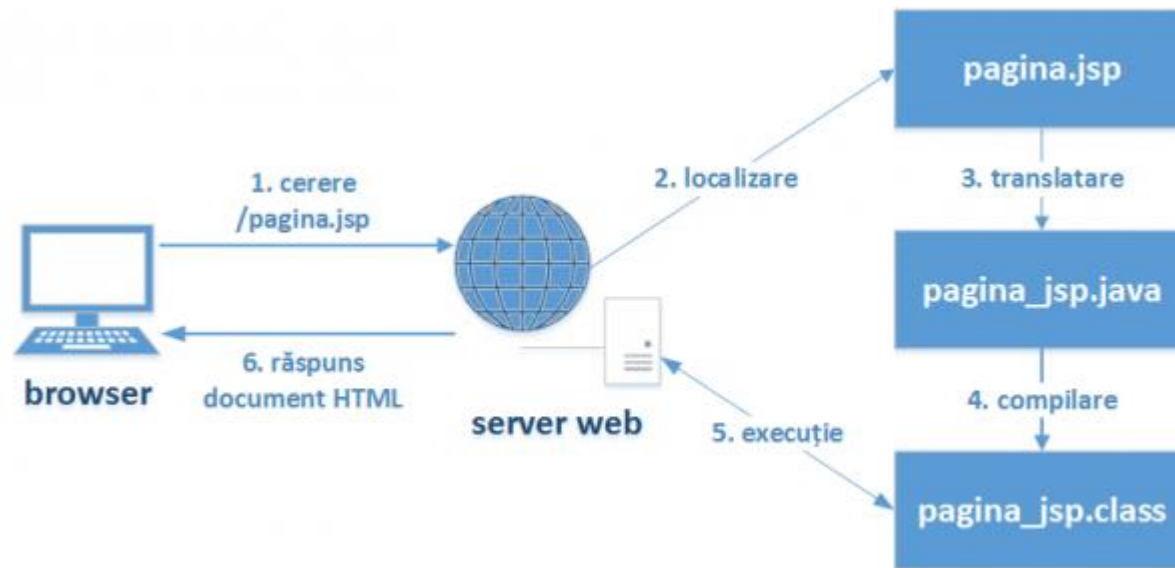 pagina.jsp
1. cerere
/pagina.jsp
2. localizare
3. translatare
pagina_jsp.java
6. răspuns
document HTML
browser
server web
5. execuție
4. compilare
pagina_jsp.class